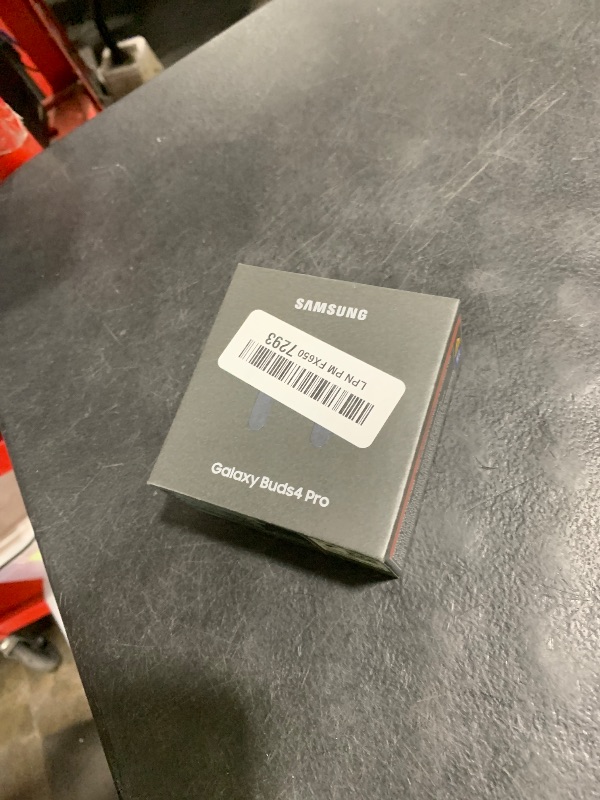 SAMSUNG
LPN PM FX650 7293
Galaxy Buds4 Pro